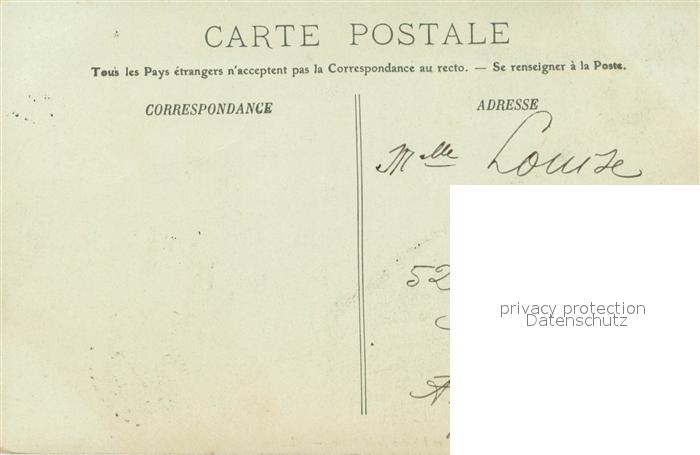 CARTE POSTALE
Tous les Pays étrangers n'acceptent pas la Correspondance au recto. — Se renseigner à la Poste.
CORRESPONDANCE
ADRESSE
Mlle Louise
52
privacy protection
Datenschutz